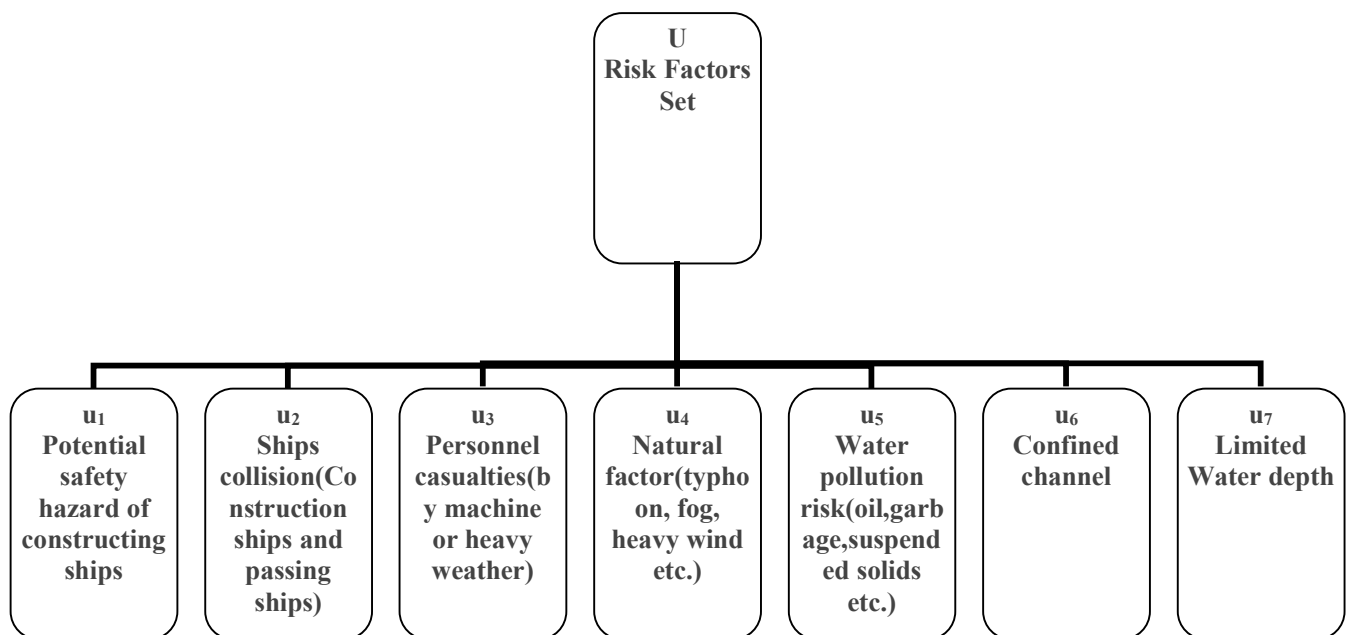 U
Risk Factors
Set
u₁
Potential
safety
hazard of
constructing
ships
u₂
Ships
collision(Co
nstruction
ships and
passing
ships)
u₃
Personnel
casualties(b
y machine
or heavy
weather)
u₄
Natural
factor(typho
on, fog,
heavy wind
etc.)
u₅
Water
pollution
risk(oil,garb
age,suspend
ed solids
etc.)
u₆
Confined
channel
u₇
Limited
Water depth